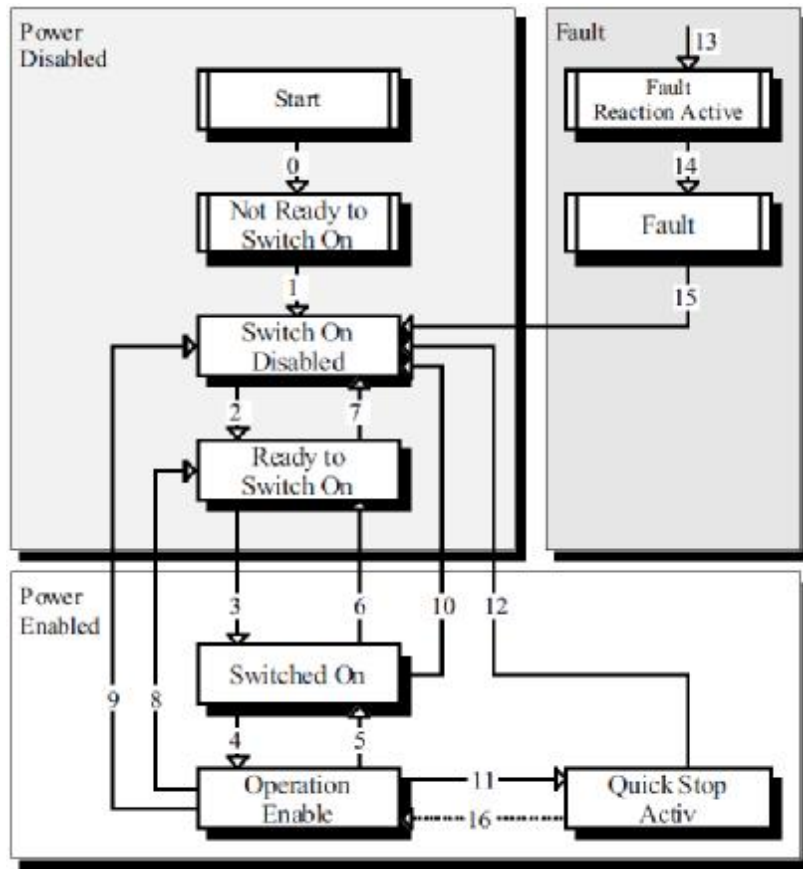 Power
Disabled
Start
0
Not Ready to
Switch On
1
Switch On
Disabled
2
7
Ready to
Switch On
Fault
13
Fault
Reaction Active
14
Fault
15
Power
Enabled
3
6
10
12
Switched On
9
8
4
5
Operation
Enable
11
16
Quick Stop
Activ